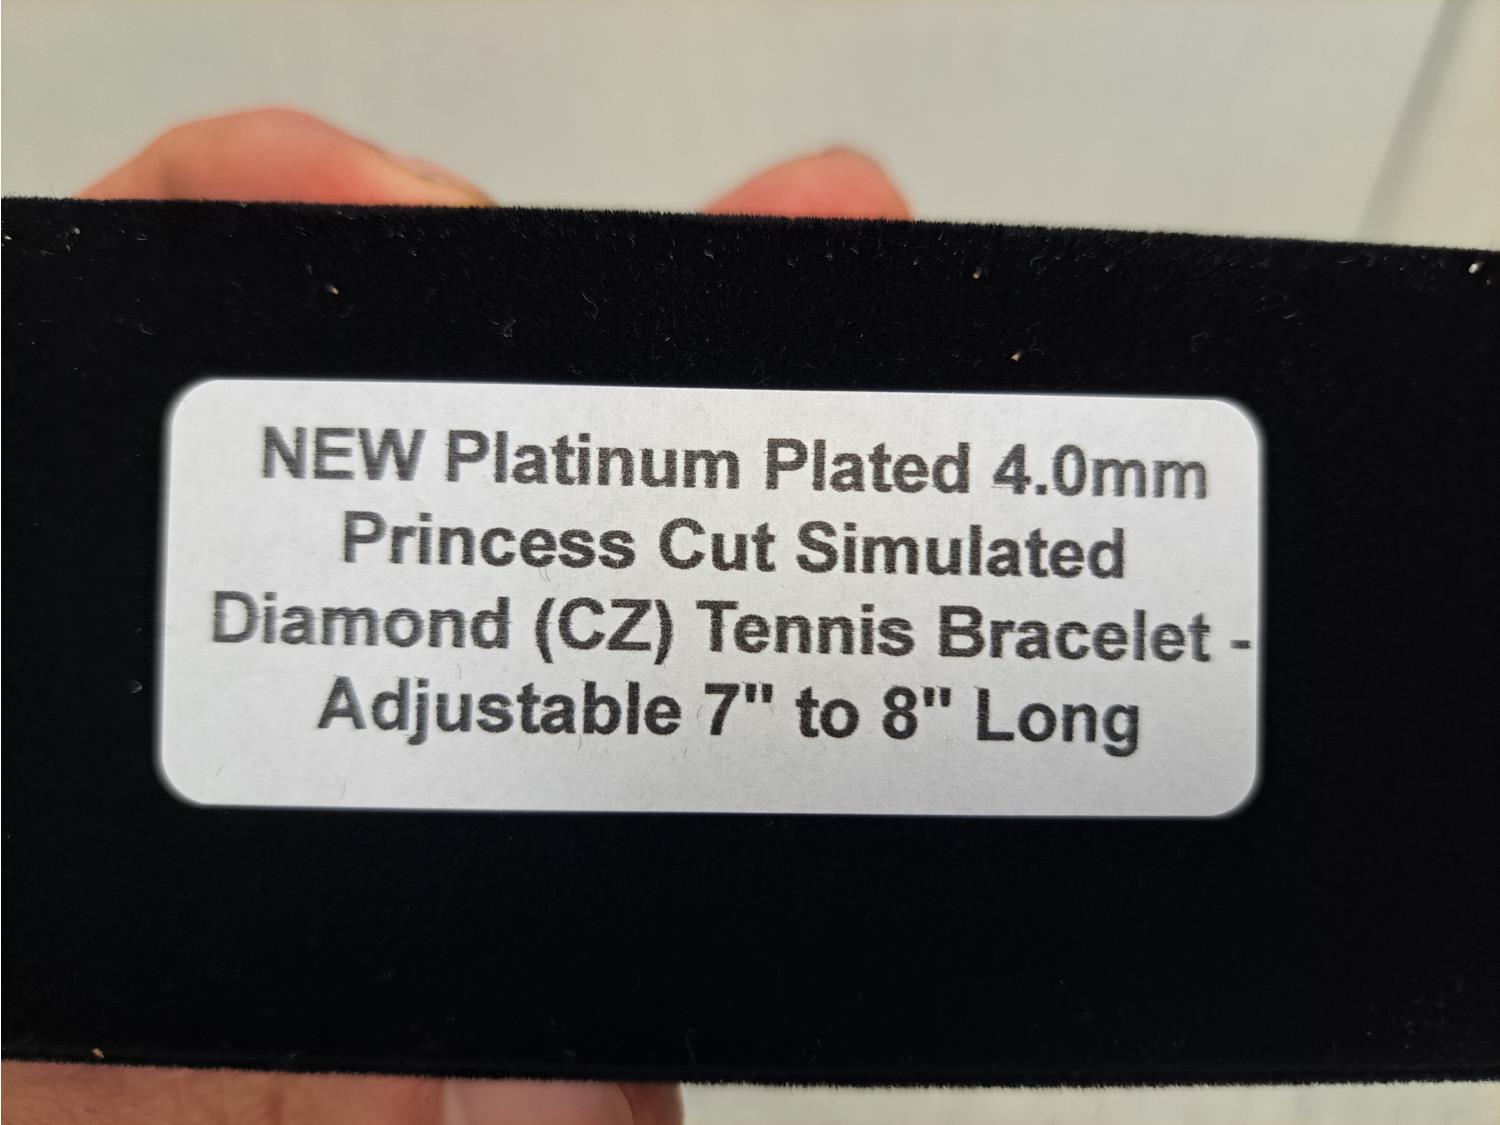 NEW Platinum Plated 4.0mm
Princess Cut Simulated
Diamond (CZ) Tennis Bracelet -
Adjustable 7" to 8" Long